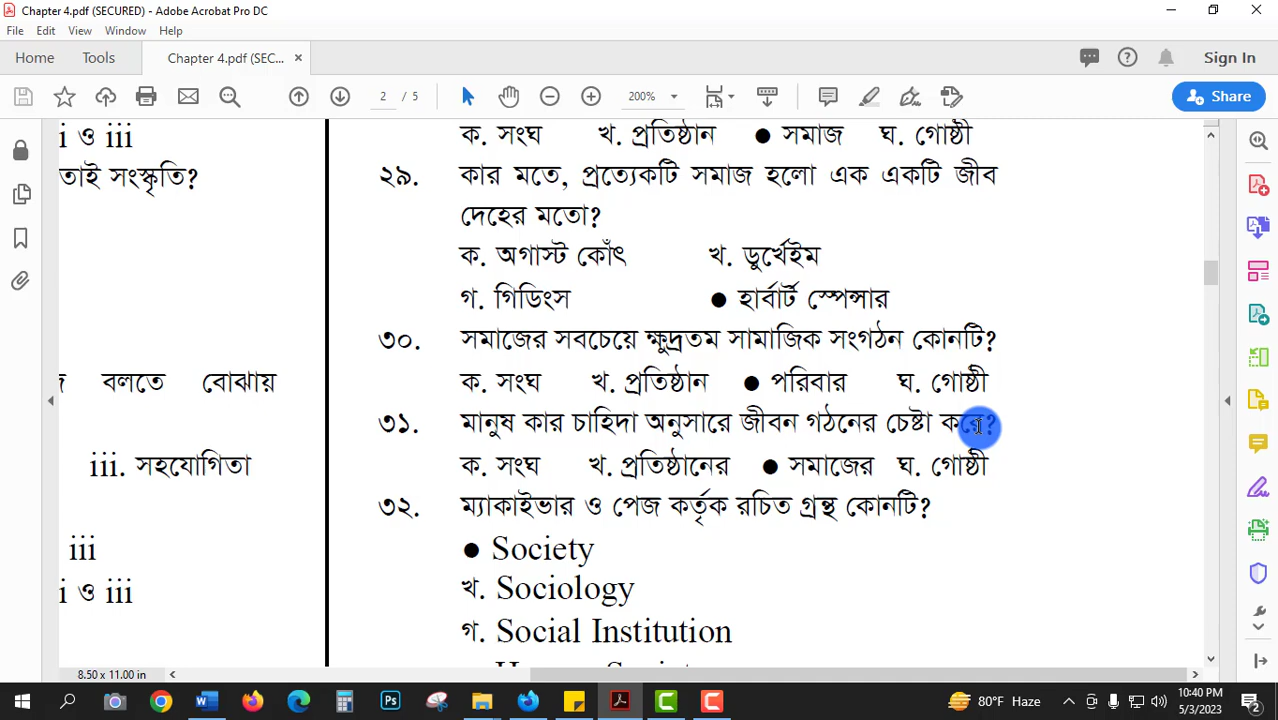 Chapter 4.pdf (SECURED) - Adobe Acrobat Pro DC
File Edit View Window Help
Home Tools Chapter 4.pdf (SEC... × Sign In
2 / 5 200% Share
i ও iii
তাই সংস্কৃতি?
বলতে বোঝায়
iii. সহযোগিতা
iii
i ও iii
ক. সংঘ খ. প্রতিষ্ঠান ● সমাজ ঘ. গোষ্ঠী
২৯. কার মতে, প্রত্যেকটি সমাজ হলো এক একটি জীব
দেহের মতো?
ক. অগাস্ট কোঁৎ খ. ডুর্খেইম
গ. গিডিংস ● হার্বার্ট স্পেন্সার
৩০. সমাজের সবচেয়ে ক্ষুদ্রতম সামাজিক সংগঠন কোনটি?
ক. সংঘ খ. প্রতিষ্ঠান ● পরিবার ঘ. গোষ্ঠী
৩১. মানুষ কার চাহিদা অনুসারে জীবন গঠনের চেষ্টা করে?
ক. সংঘ খ. প্রতিষ্ঠানের ● সমাজের ঘ. গোষ্ঠী
৩২. ম্যাকাইভার ও পেজ কর্তৃক রচিত গ্রন্থ কোনটি?
● Society
খ. Sociology
গ. Social Institution
8.50 x 11.00 in
80°F Haze 10:40 PM
5/3/2023
2